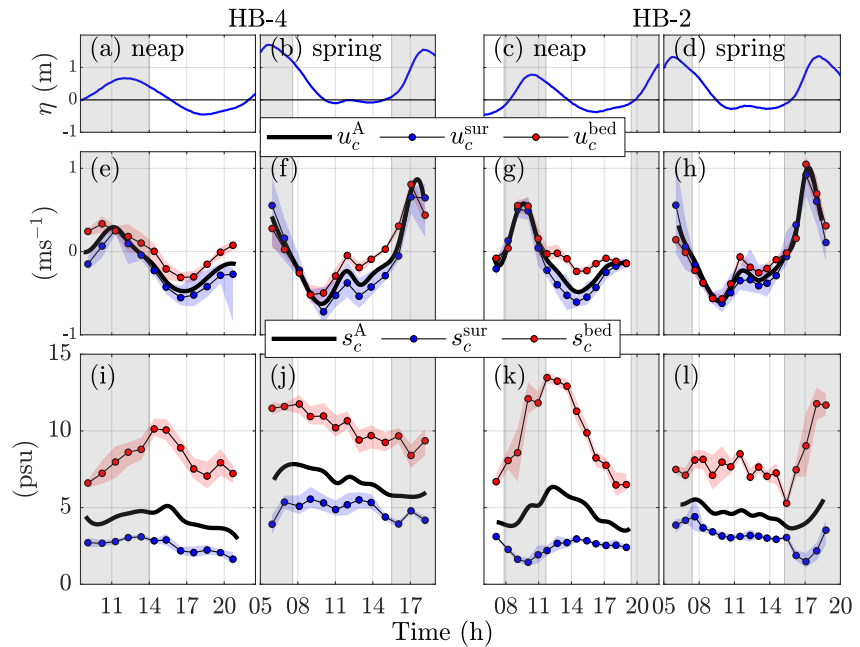 HB-4 HB-2
(a) neap (b) spring (c) neap (d) spring
η (m)
1
0
-1
u_c^A u_c^sur u_c^bed
(e) (f) (g) (h)
(ms⁻¹)
1
0
-1
s_c^A s_c^sur s_c^bed
(i) (j) (k) (l)
(psu)
15
10
5
0
11 14 17 20 05 08 11 14 17 08 11 14 17 20 05 08 11 14 17 20
Time (h)